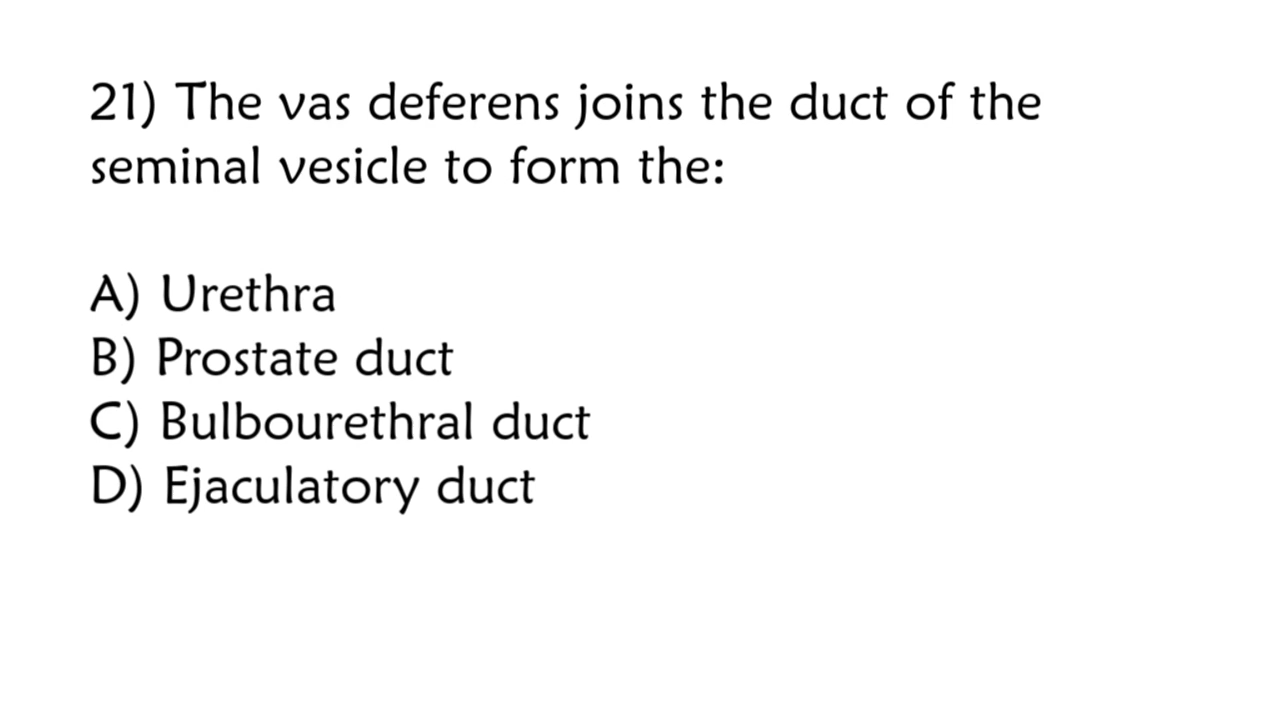 21) The vas deferens joins the duct of the
seminal vesicle to form the:
A) Urethra
B) Prostate duct
C) Bulbourethral duct
D) Ejaculatory duct